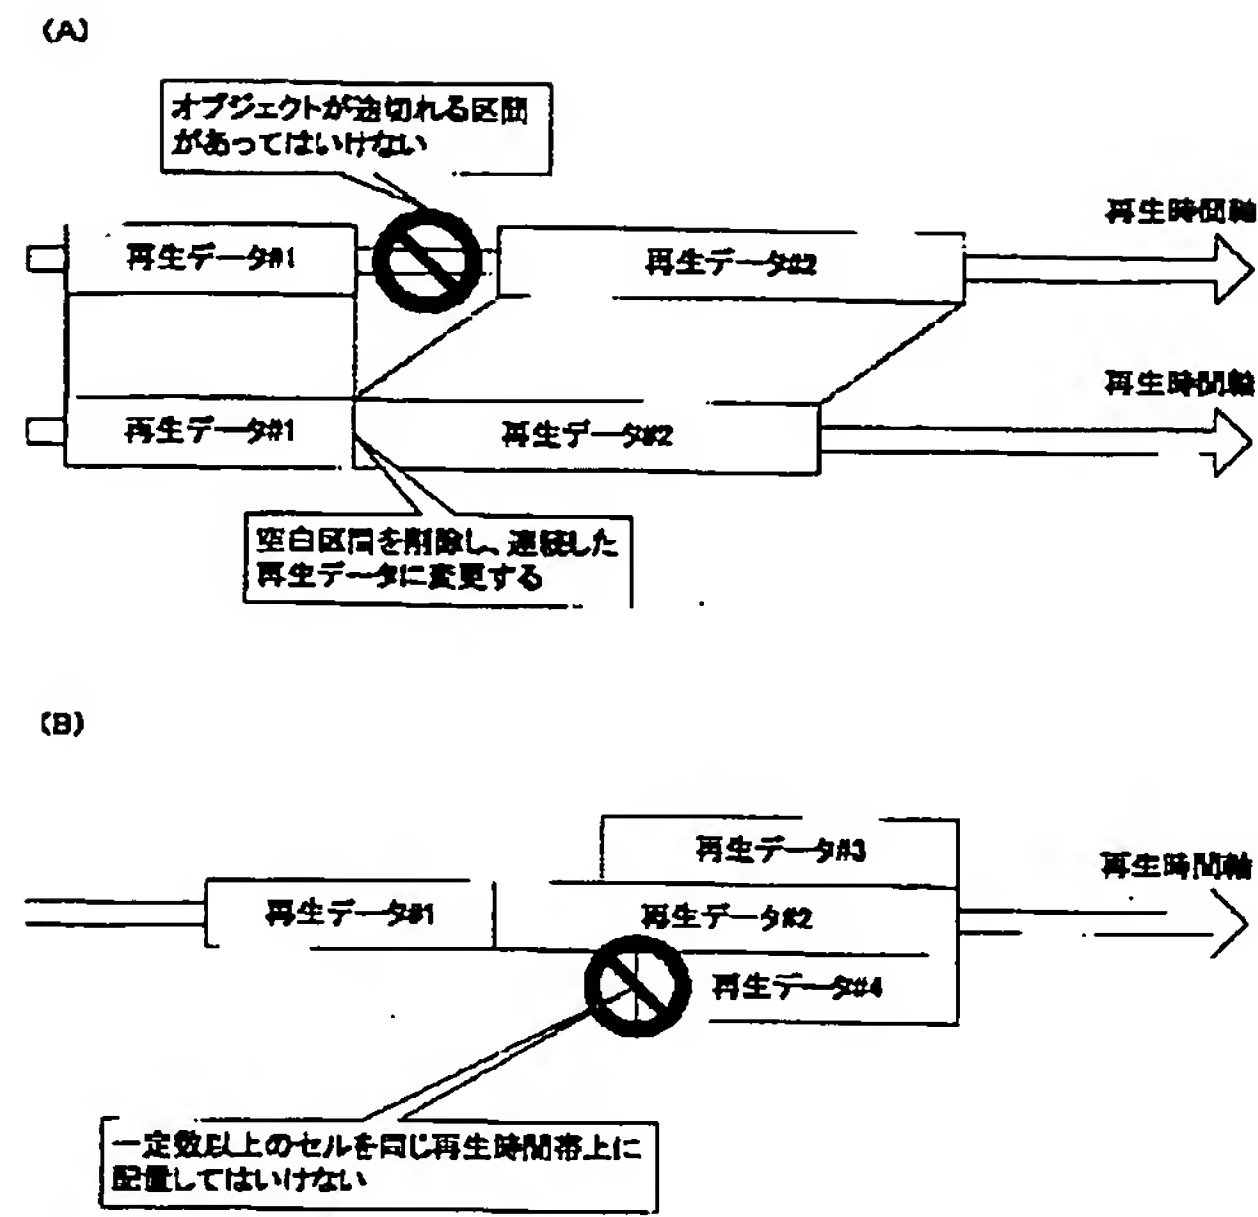 (A)
オブジェクトが途切れる区間
があってはいけない
再生時間軸
再生データ#1
再生データ#2
再生時間軸
再生データ#1
再生データ#2
空白区間を削除し、連続した
再生データに変更する
(B)
再生データ#3
再生時間軸
再生データ#1
再生データ#2
再生データ#4
一定数以上のセルを同じ再生時間帯上に
配置してはいけない